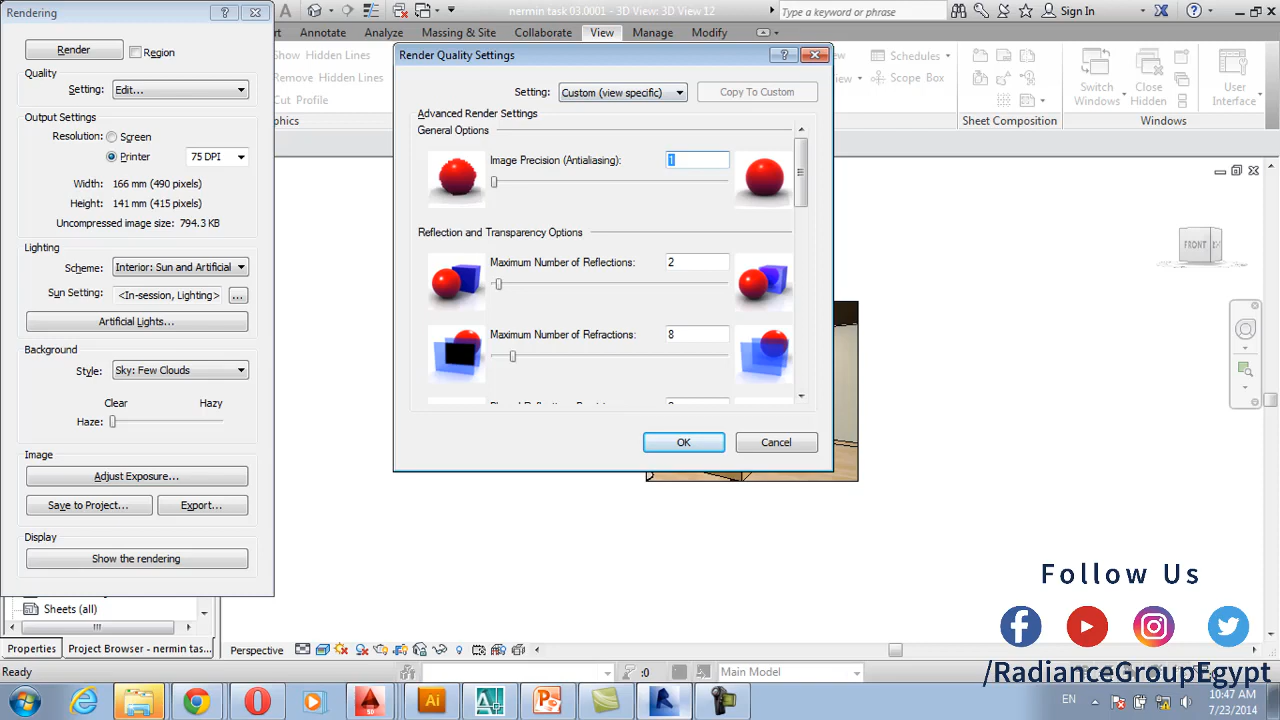 Rendering
nermin task 03.0001 - 3D View: 3D View 12
Type a keyword or phrase
Sign In
Render
Region
Quality
Setting: Edit...
Output Settings
Resolution: Screen
Printer 75 DPI
Width: 166 mm (490 pixels)
Height: 141 mm (415 pixels)
Uncompressed image size: 794.3 KB
Lighting
Scheme: Interior: Sun and Artificial
Sun Setting: <In-session, Lighting> ...
Artificial Lights...
Background
Style: Sky: Few Clouds
Clear Hazy
Haze:
Image
Adjust Exposure...
Save to Project... Export...
Display
Show the rendering
Annotate Analyze Massing & Site Collaborate View Manage Modify
Show Hidden Lines
Remove Hidden Lines
Cut Profile
Schedules
Scope Box
Sheet Composition
Switch
Windows
Close
Hidden
User
Interface
Windows
Render Quality Settings
Setting: Custom (view specific) Copy To Custom
Advanced Render Settings
General Options
Image Precision (Antialiasing): 1
Reflection and Transparency Options
Maximum Number of Reflections: 2
Maximum Number of Refractions: 8
OK Cancel
FRONT
Sheets (all)
Properties Project Browser - nermin task...
Perspective
Ready
:0
Main Model
Follow Us
/RadianceGroupEgypt
EN
10:47 AM
7/23/2014